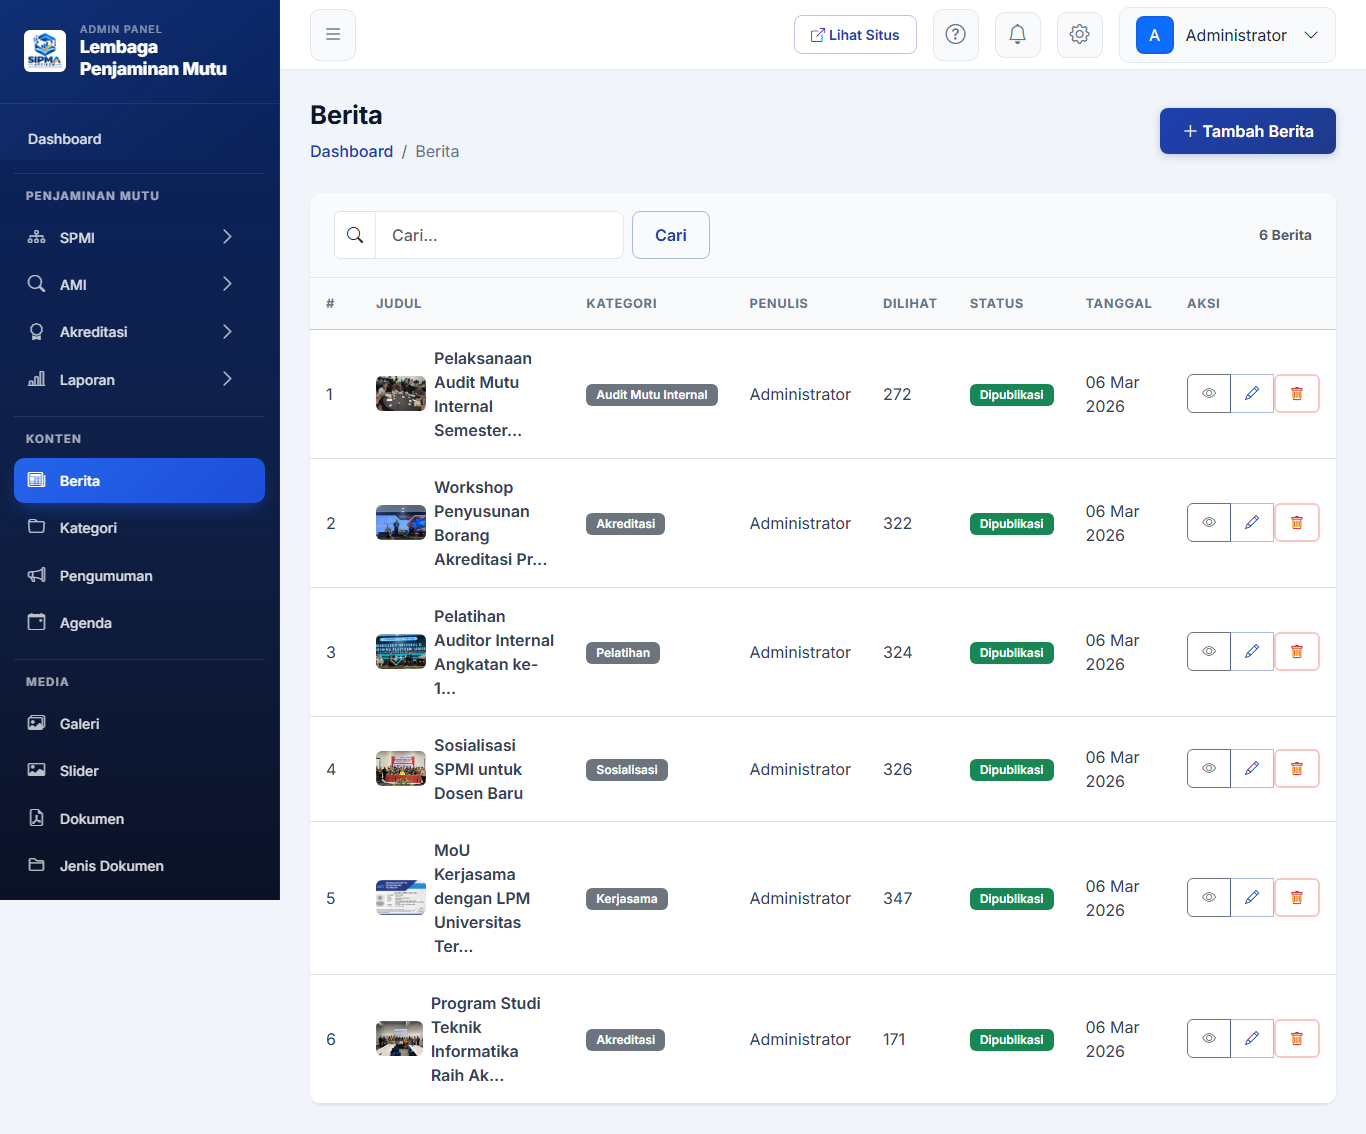 ADMIN PANEL
Lembaga
Penjaminan Mutu
SIPMA
Dashboard
PENJAMINAN MUTU
SPMI
AMI
Akreditasi
Laporan
KONTEN
Berita
Kategori
Pengumuman
Agenda
MEDIA
Galeri
Slider
Dokumen
Jenis Dokumen
Lihat Situs
A Administrator
Berita
Dashboard / Berita
+ Tambah Berita
Cari...
Cari
6 Berita
# JUDUL KATEGORI PENULIS DILIHAT STATUS TANGGAL AKSI
1
Pelaksanaan
Audit Mutu
Internal
Semester...
Audit Mutu Internal
Administrator
272
Dipublikasi
06 Mar
2026
2
Workshop
Penyusunan
Borang
Akreditasi Pr...
Akreditasi
Administrator
322
Dipublikasi
06 Mar
2026
3
Pelatihan
Auditor Internal
Angkatan ke-
1...
Pelatihan
Administrator
324
Dipublikasi
06 Mar
2026
4
Sosialisasi
SPMI untuk
Dosen Baru
Sosialisasi
Administrator
326
Dipublikasi
06 Mar
2026
5
MoU
Kerjasama
dengan LPM
Universitas
Ter...
Kerjasama
Administrator
347
Dipublikasi
06 Mar
2026
6
Program Studi
Teknik
Informatika
Raih Ak...
Akreditasi
Administrator
171
Dipublikasi
06 Mar
2026